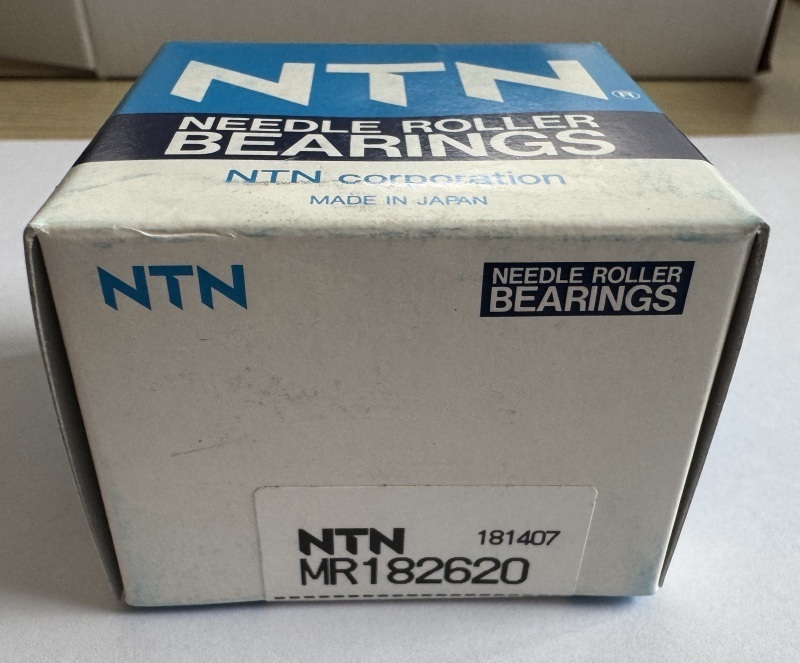 NTN®
NEEDLE ROLLER
BEARINGS
NTN corporation
MADE IN JAPAN
NTN
NEEDLE ROLLER
BEARINGS
NTN 181407
MR182620